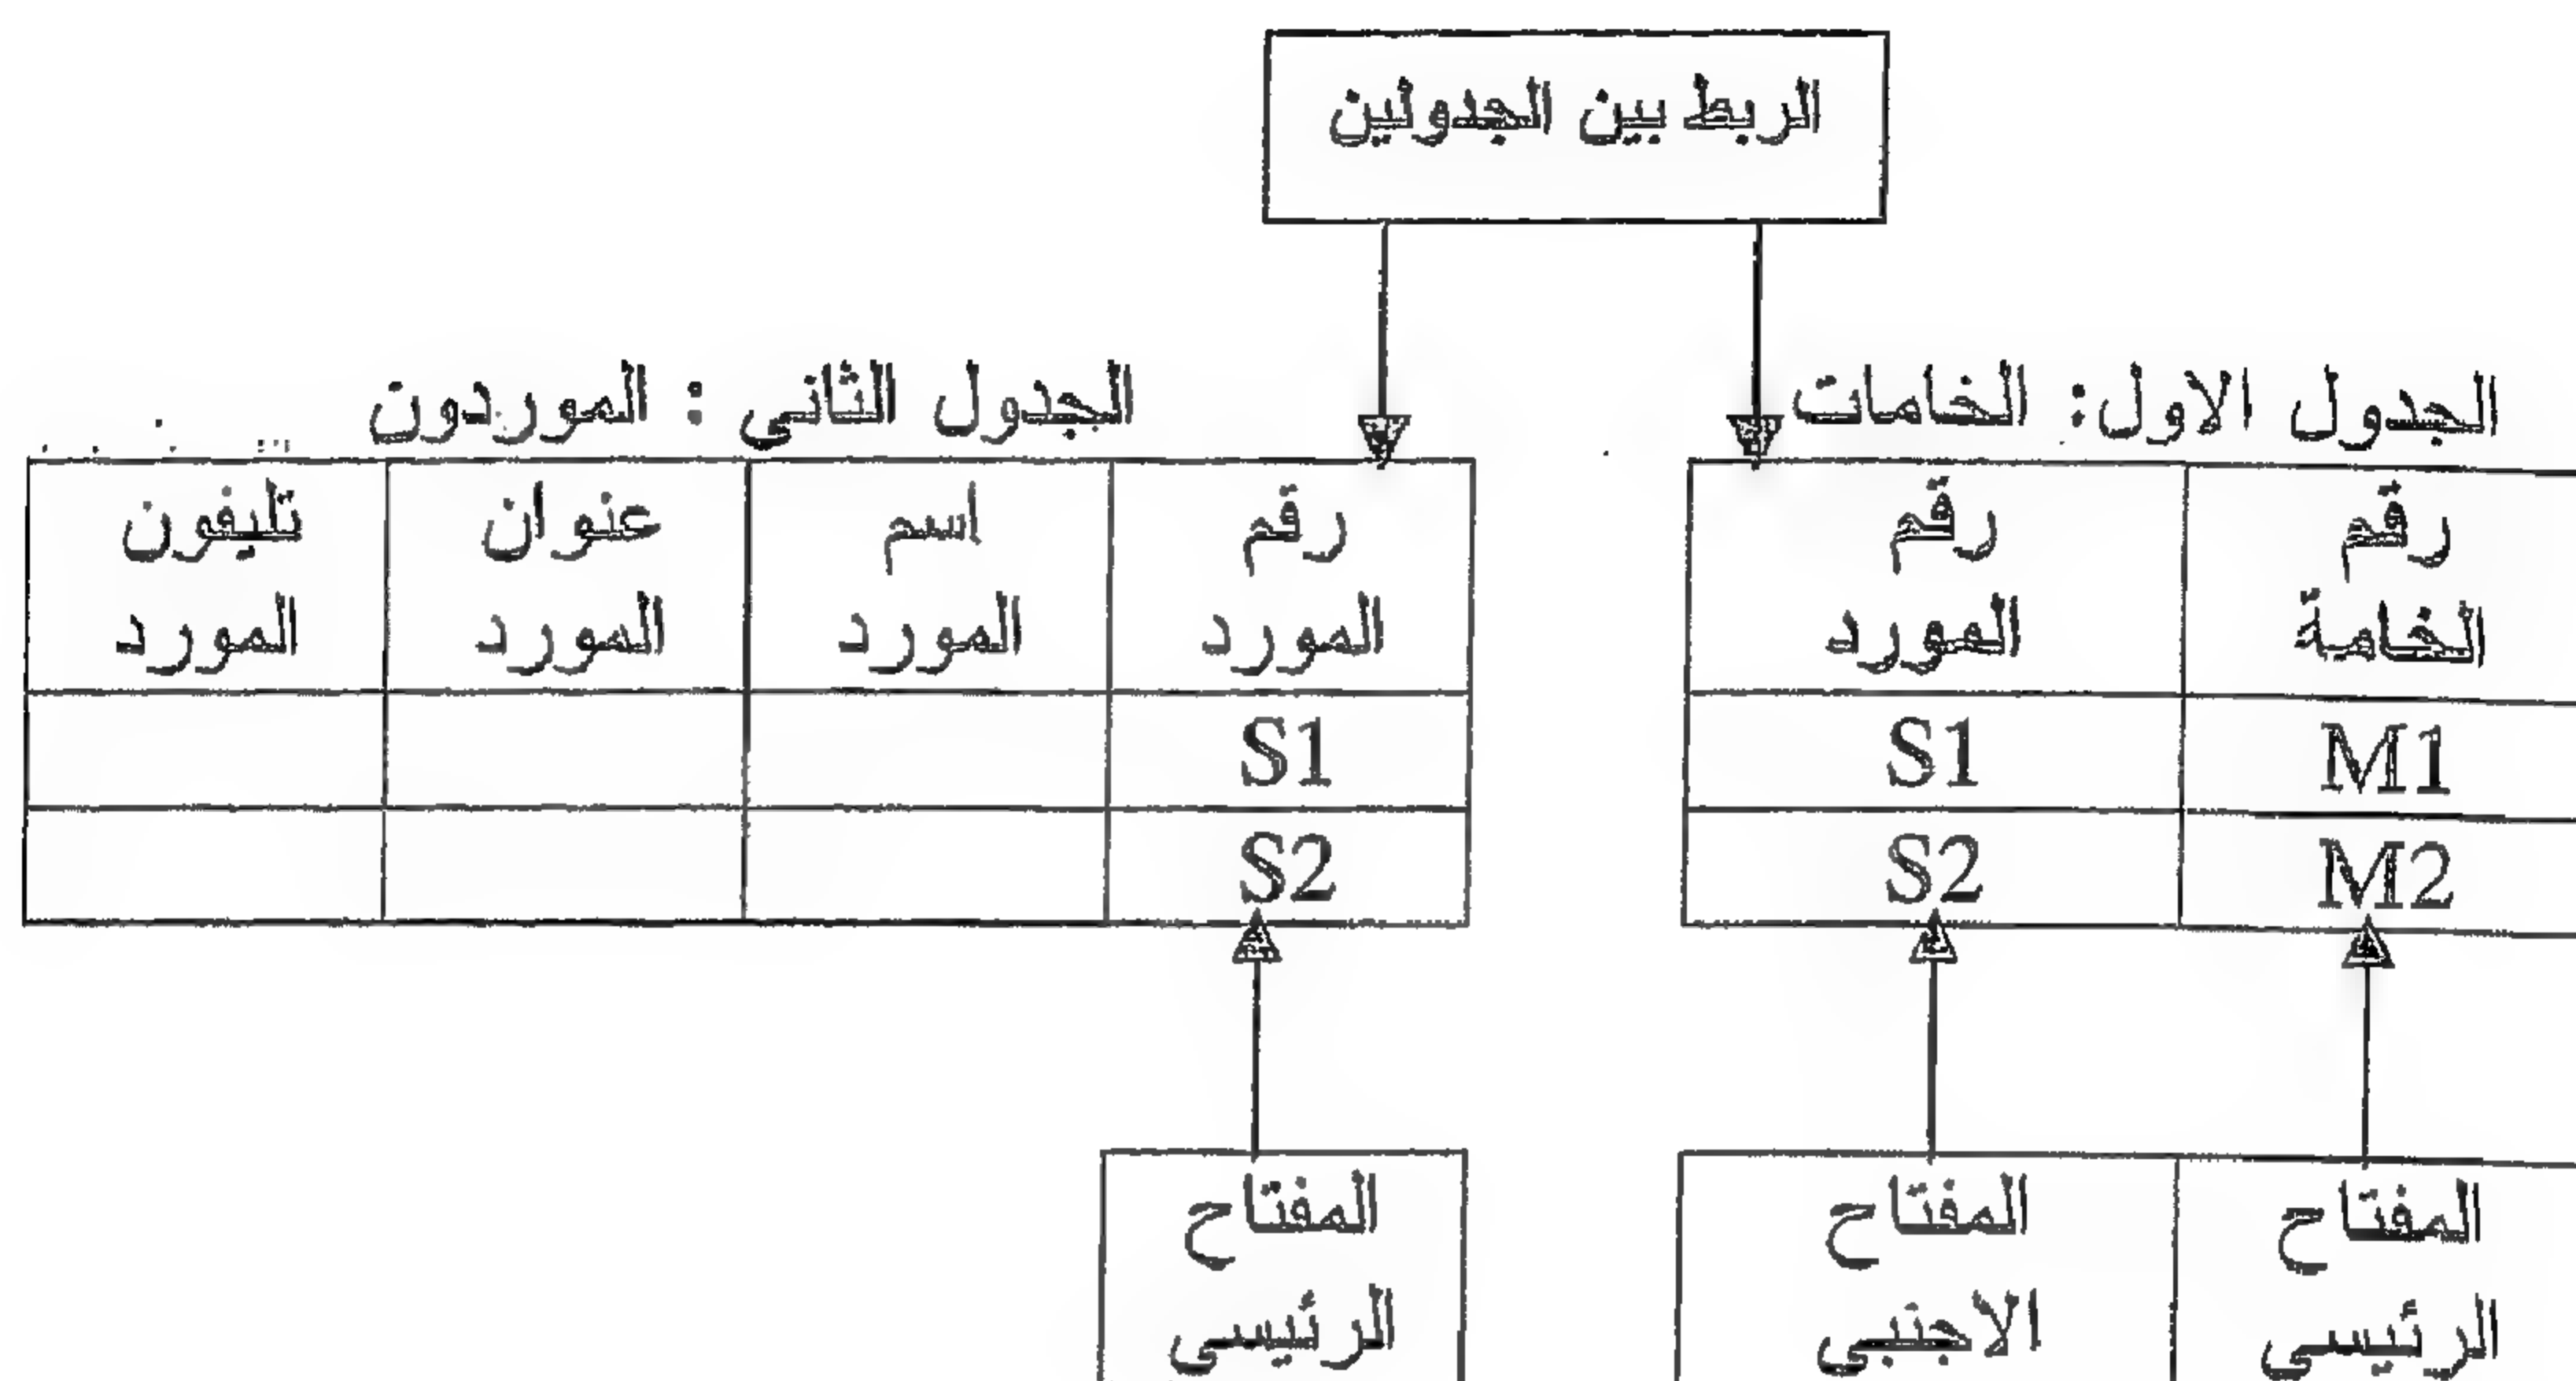 الربط بين الجدولين
الجدول الاول: الخامات
رقم الخامة
رقم المورد
M1
S1
M2
S2
المفتاح الرئيسي
المفتاح الاجنبي
الجدول الثانى : الموردون
رقم المورد
اسم المورد
عنوان المورد
تليفون المورد
S1
S2
المفتاح الرئيسي